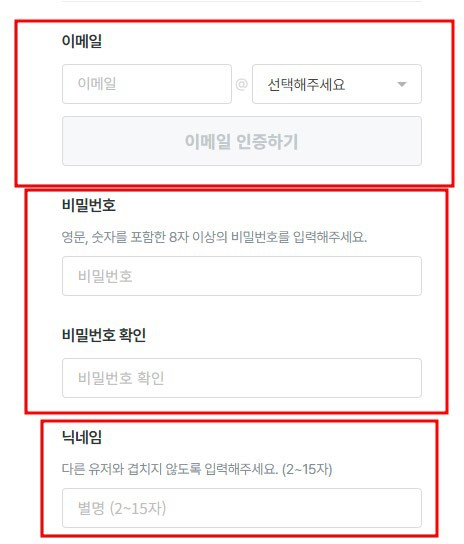 이메일
이메일 @ 선택해주세요
이메일 인증하기
비밀번호
영문, 숫자를 포함한 8자 이상의 비밀번호를 입력해주세요.
비밀번호
비밀번호 확인
비밀번호 확인
닉네임
다른 유저와 겹치지 않도록 입력해주세요. (2~15자)
별명 (2~15자)